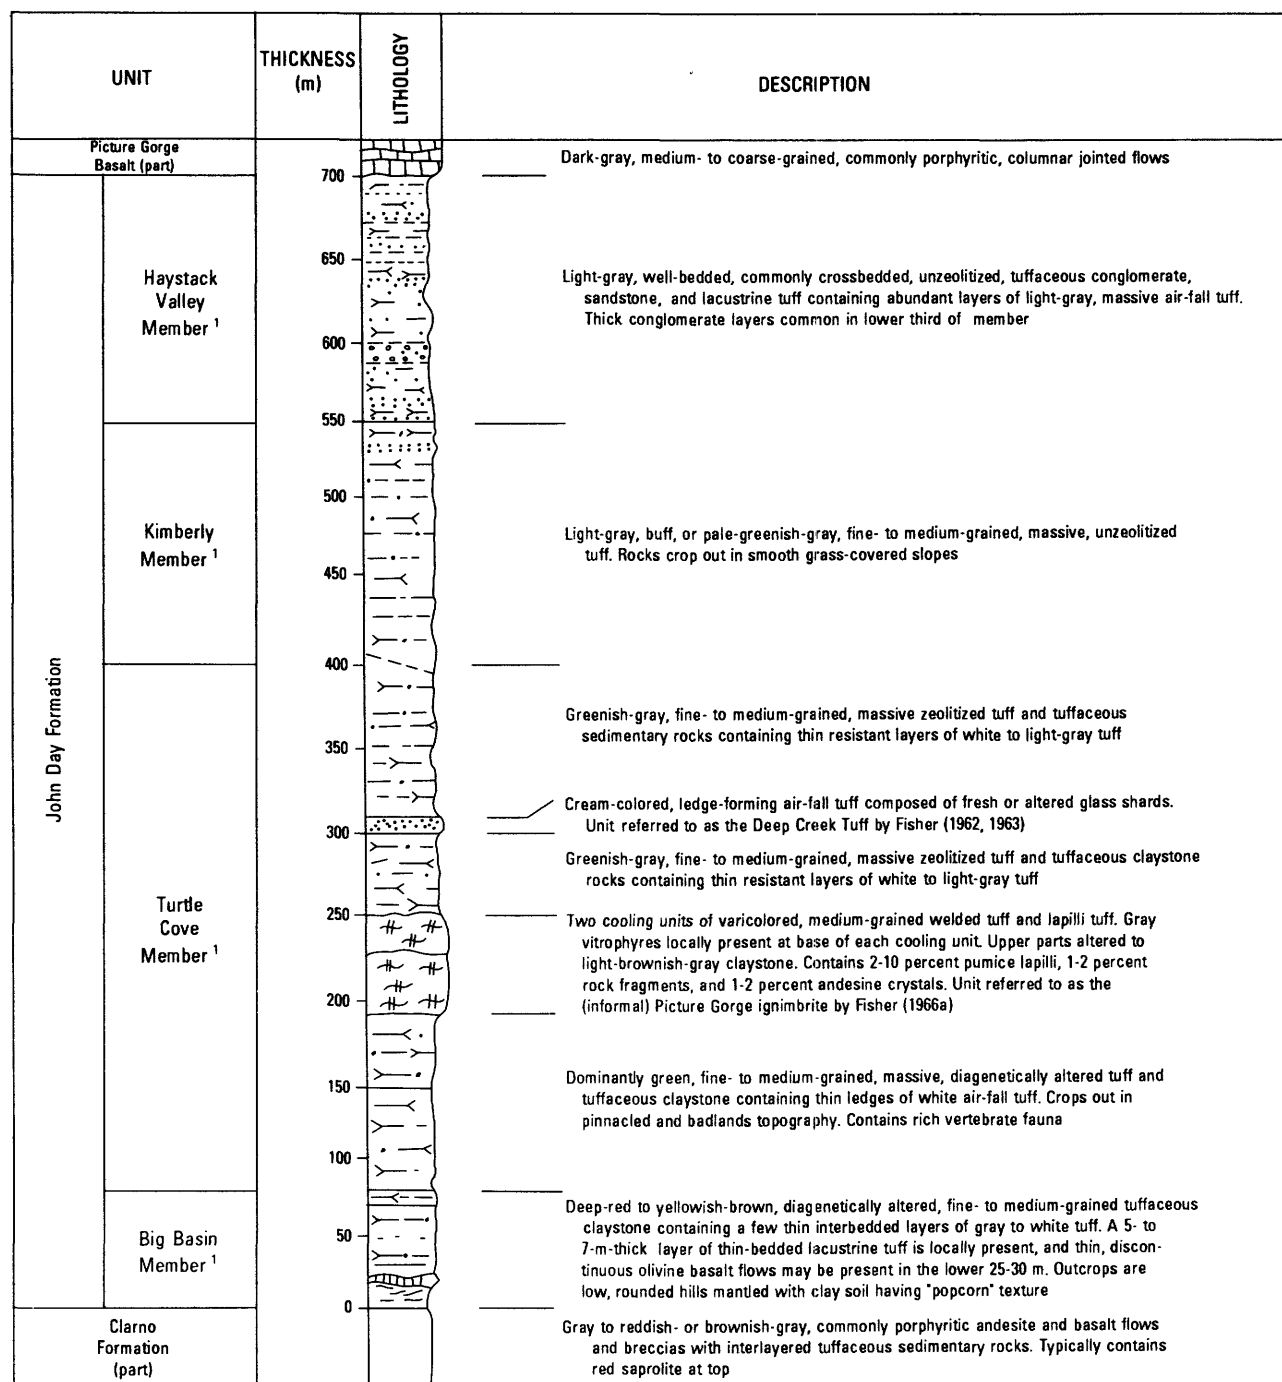 UNIT
THICKNESS
(m)
LITHOLOGY
DESCRIPTION
Picture Gorge
Basalt (part)
Dark-gray, medium- to coarse-grained, commonly porphyritic, columnar jointed flows
700
650
Haystack
Valley
Member 1
Light-gray, well-bedded, commonly crossbedded, unzeolitized, tuffaceous conglomerate,
sandstone, and lacustrine tuff containing abundant layers of light-gray, massive air-fall tuff.
Thick conglomerate layers common in lower third of member
600
550
500
Kimberly
Member 1
Light-gray, buff, or pale-greenish-gray, fine- to medium-grained, massive, unzeolitized
tuff. Rocks crop out in smooth grass-covered slopes
450
400
John Day Formation
Greenish-gray, fine- to medium-grained, massive zeolitized tuff and tuffaceous
sedimentary rocks containing thin resistant layers of white to light-gray tuff
350
Cream-colored, ledge-forming air-fall tuff composed of fresh or altered glass shards.
Unit referred to as the Deep Creek Tuff by Fisher (1962, 1963)
300
Greenish-gray, fine- to medium-grained, massive zeolitized tuff and tuffaceous claystone
rocks containing thin resistant layers of white to light-gray tuff
250
Turtle
Cove
Member 1
Two cooling units of varicolored, medium-grained welded tuff and lapilli tuff. Gray
vitrophyres locally present at base of each cooling unit. Upper parts altered to
light-brownish-gray claystone. Contains 2-10 percent pumice lapilli, 1-2 percent
rock fragments, and 1-2 percent andesine crystals. Unit referred to as the
(informal) Picture Gorge ignimbrite by Fisher (1966a)
200
150
Dominantly green, fine- to medium-grained, massive, diagenetically altered tuff and
tuffaceous claystone containing thin ledges of white air-fall tuff. Crops out in
pinnacled and badlands topography. Contains rich vertebrate fauna
100
50
Big Basin
Member 1
Deep-red to yellowish-brown, diagenetically altered, fine- to medium-grained tuffaceous
claystone containing a few thin interbedded layers of gray to white tuff. A 5- to
7-m-thick layer of thin-bedded lacustrine tuff is locally present, and thin, discon-
tinuous olivine basalt flows may be present in the lower 25-30 m. Outcrops are
low, rounded hills mantled with clay soil having "popcorn" texture
0
Clarno
Formation
(part)
Gray to reddish- or brownish-gray, commonly porphyritic andesite and basalt flows
and breccias with interlayered tuffaceous sedimentary rocks. Typically contains
red saprolite at top